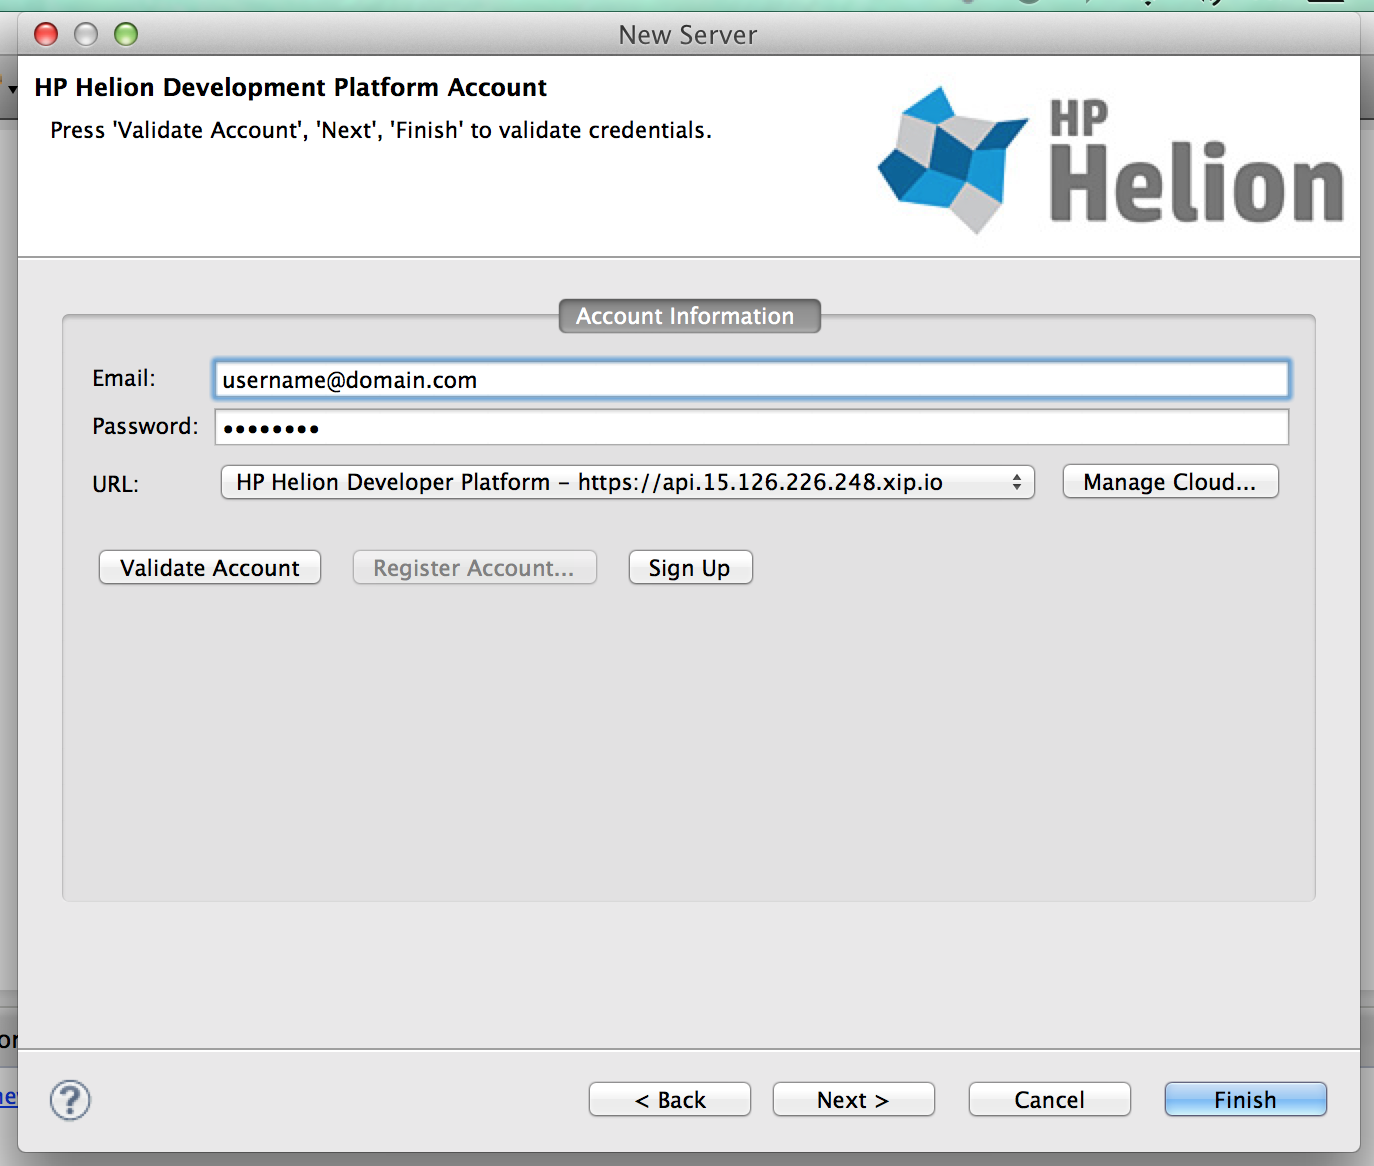 New Server
HP Helion Development Platform Account
Press 'Validate Account', 'Next', 'Finish' to validate credentials.
HP
Helion
Account Information
Email: username@domain.com
Password: ••••••••
URL: HP Helion Developer Platform – https://api.15.126.226.248.xip.io Manage Cloud...
Validate Account Register Account... Sign Up
? < Back Next > Cancel Finish